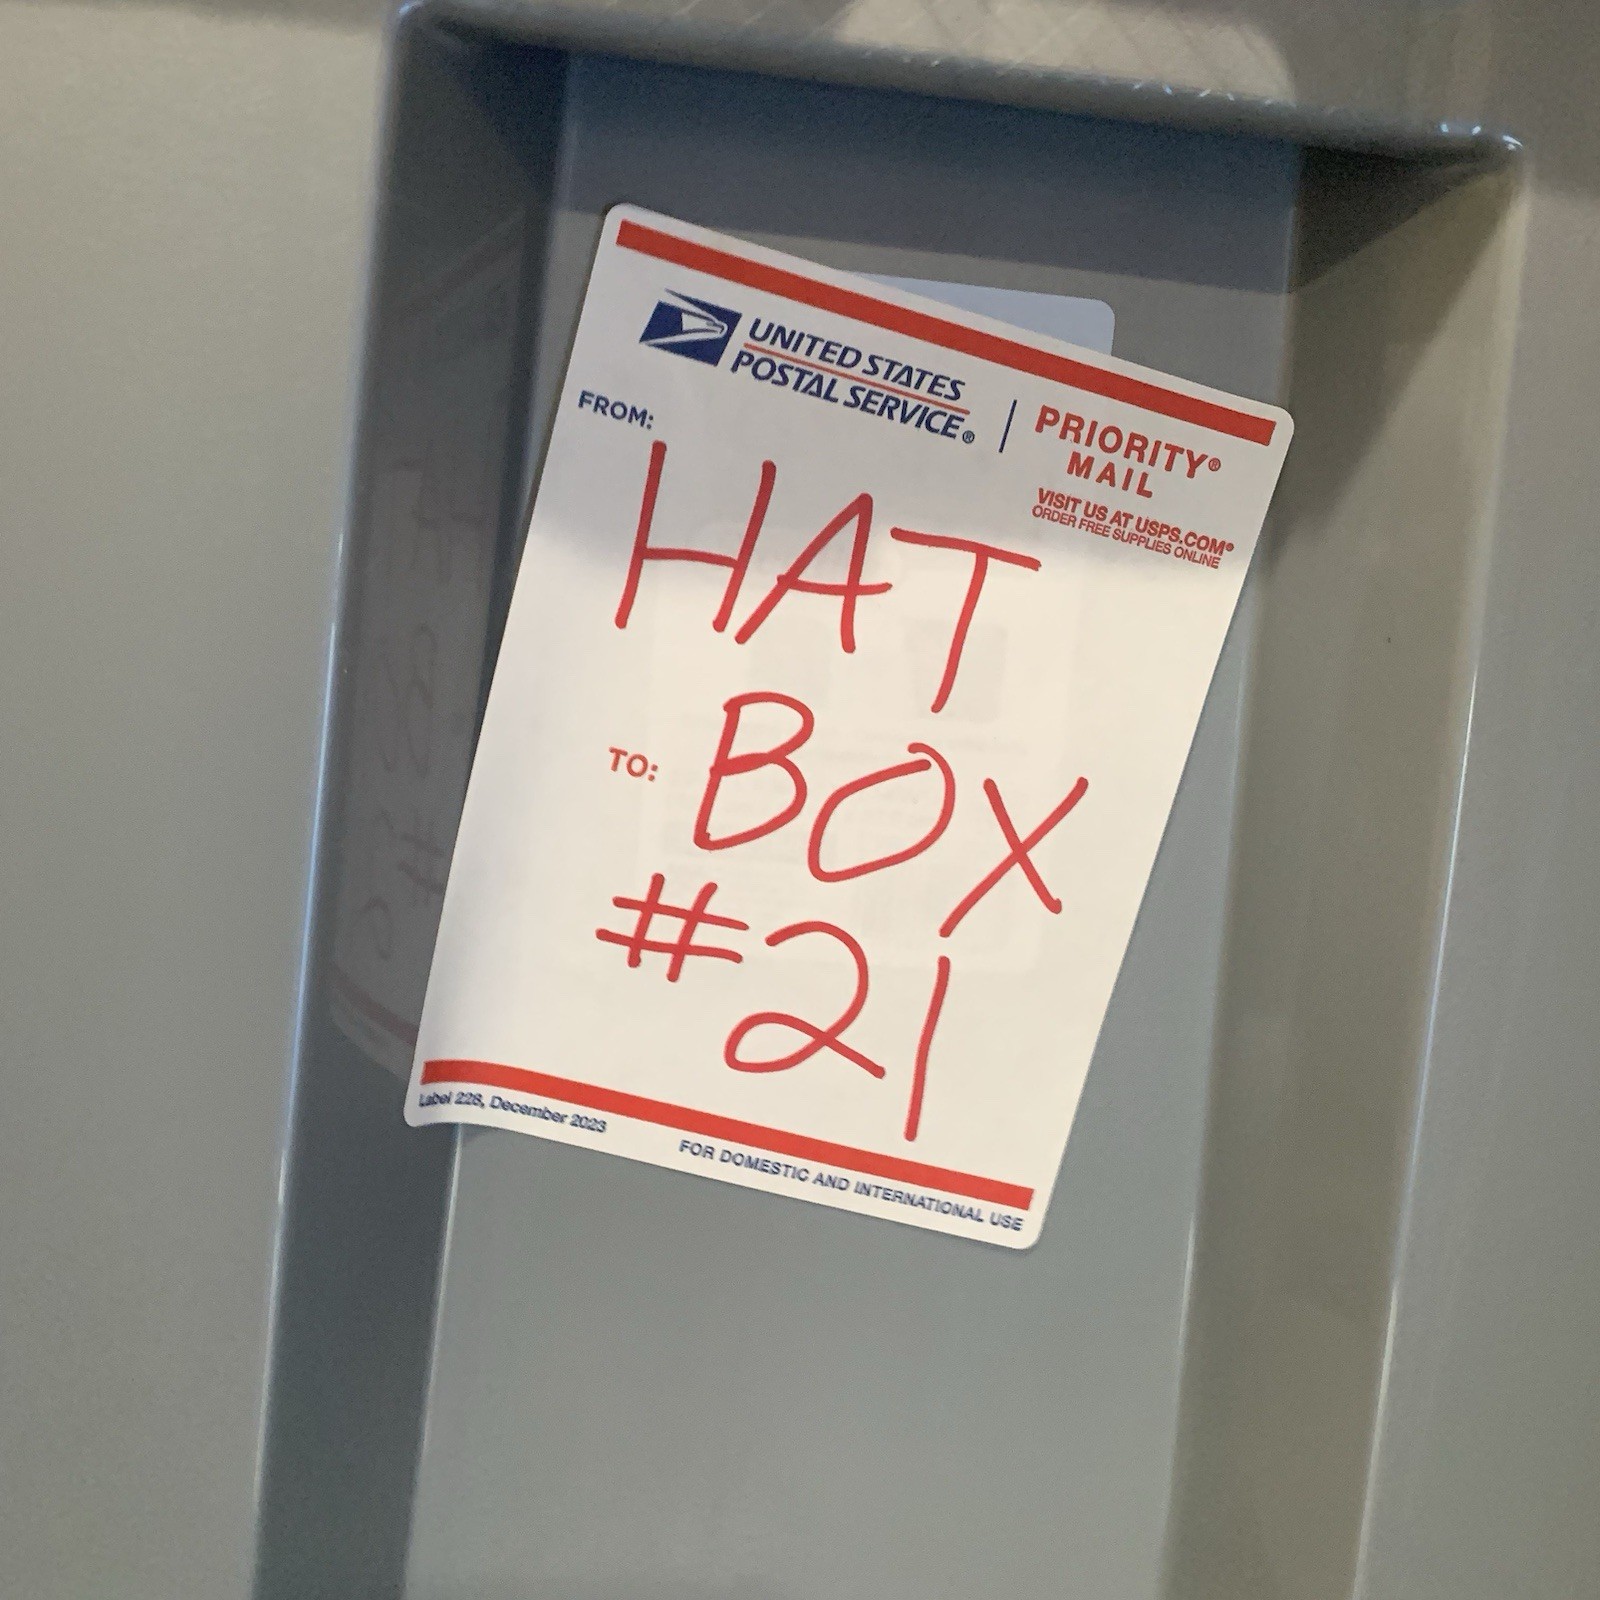 UNITED STATES
POSTAL SERVICE®
PRIORITY®
MAIL
VISIT US AT USPS.COM®
ORDER FREE SUPPLIES ONLINE
FROM:
HAT
TO: BOX
#21
Label 228, December 2023
FOR DOMESTIC AND INTERNATIONAL USE